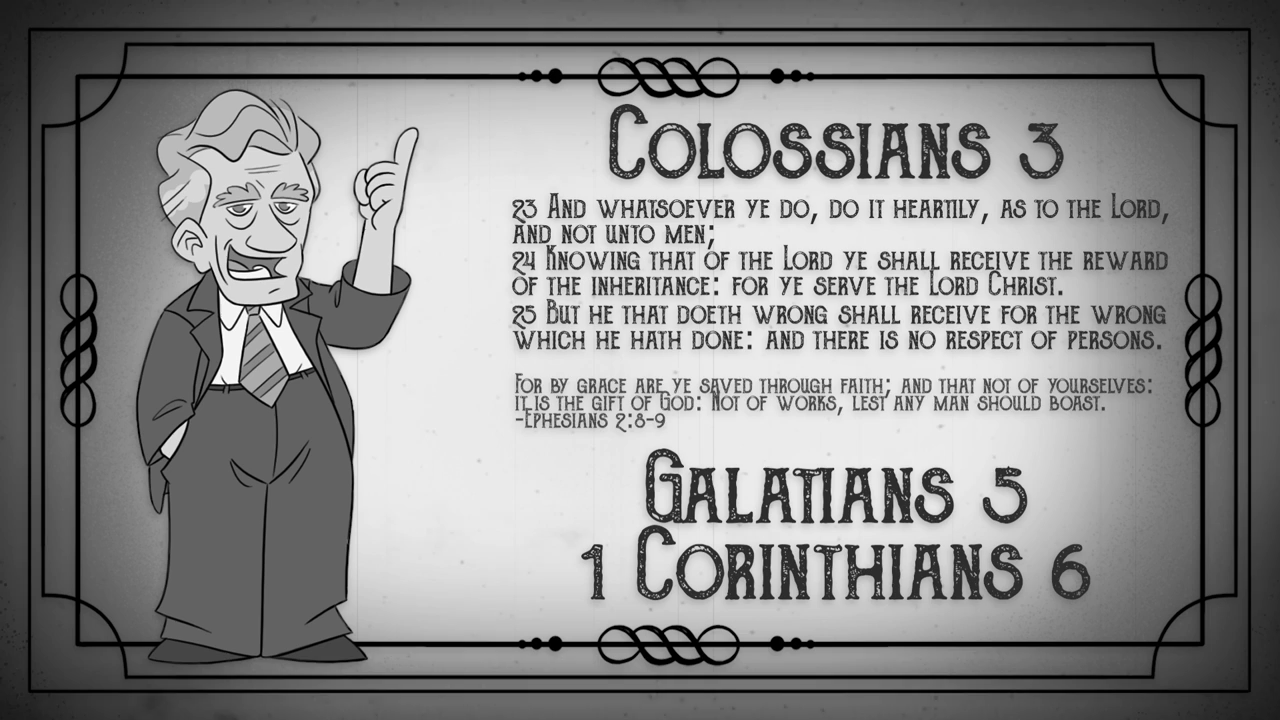 Colossians 3
23 And whatsoever ye do, do it heartily, as to the Lord,
and not unto men;
24 Knowing that of the Lord ye shall receive the reward
of the inheritance: for ye serve the Lord Christ.
25 But he that doeth wrong shall receive for the wrong
which he hath done: and there is no respect of persons.
For by grace are ye saved through faith; and that not of yourselves:
it is the gift of God: Not of works, lest any man should boast.
-Ephesians 2:8-9
Galatians 5
1 Corinthians 6